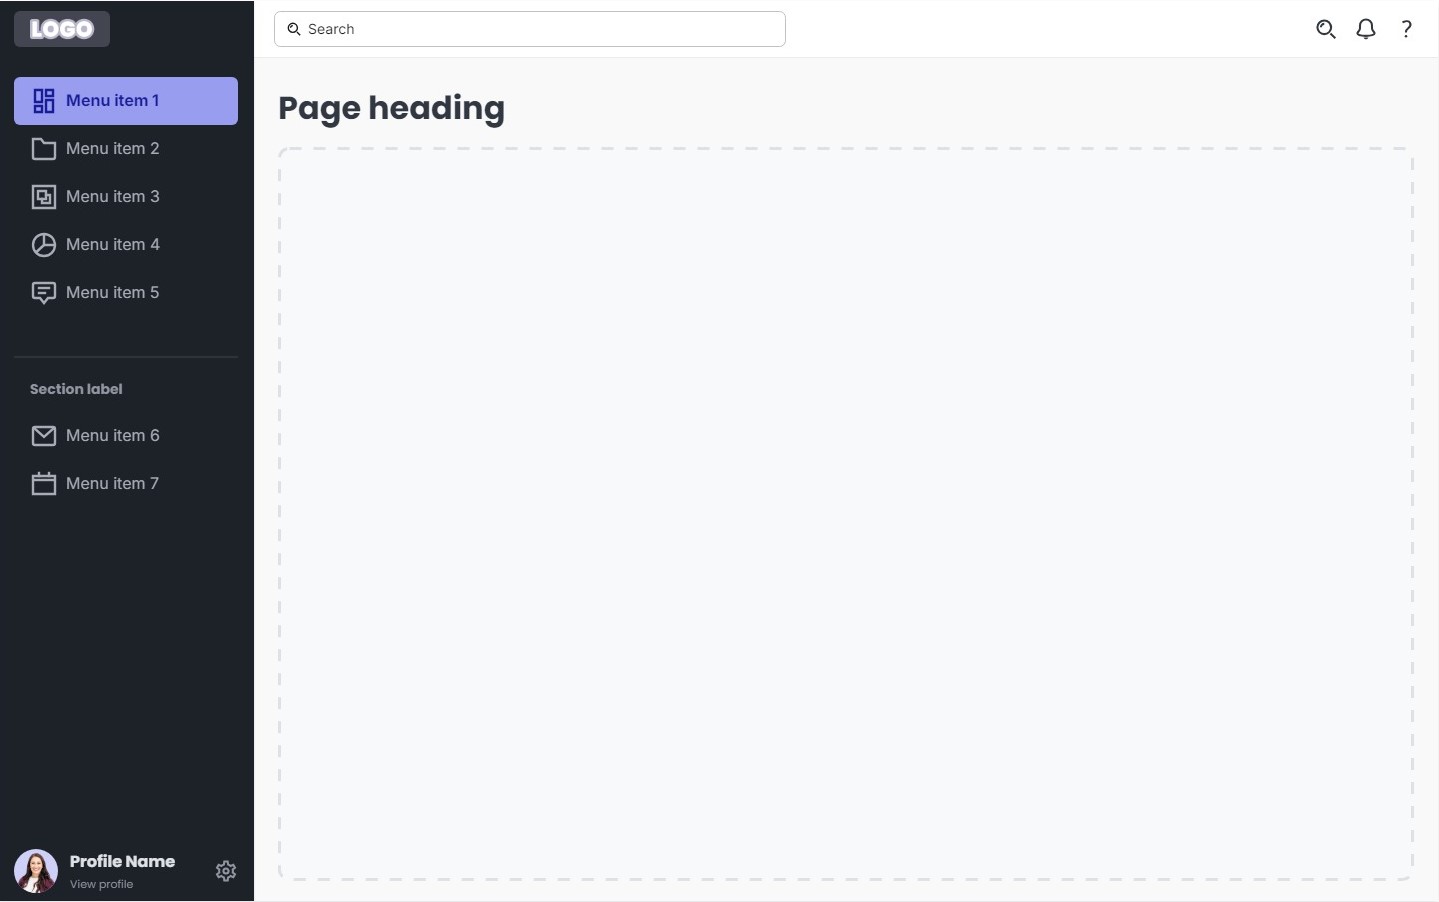 LOGO
Search
?
Menu item 1
Menu item 2
Menu item 3
Menu item 4
Menu item 5
Section label
Menu item 6
Menu item 7
Profile Name
View profile
Page heading